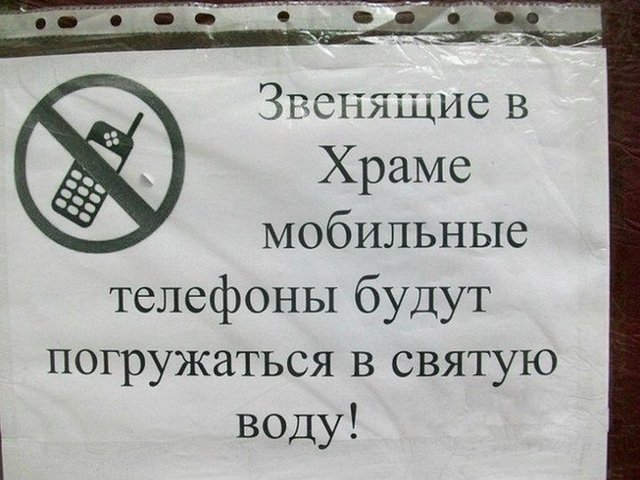 Звенящие в
Храме
мобильные
телефоны будут
погружаться в святую
воду!